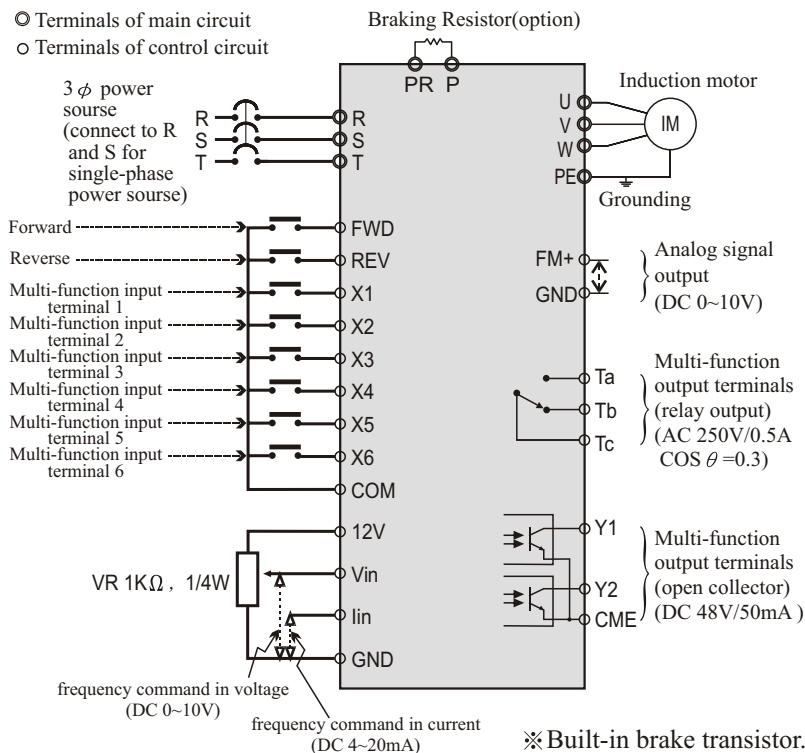 ◎ Terminals of main circuit
○ Terminals of control circuit
Braking Resistor(option)
PR P
3 ϕ power
sourse
(connect to R
and S for
single-phase
power sourse)
R
S
T
R
S
T
U
V
W
PE
Induction motor
IM
Grounding
Forward
FWD
Reverse
REV
Multi-function input
terminal 1
X1
Multi-function input
terminal 2
X2
Multi-function input
terminal 3
X3
Multi-function input
terminal 4
X4
Multi-function input
terminal 5
X5
Multi-function input
terminal 6
X6
COM
FM+
GND
Analog signal
output
(DC 0~10V)
Ta
Tb
Tc
Multi-function
output terminals
(relay output)
(AC 250V/0.5A
COS θ =0.3)
12V
VR 1KΩ , 1/4W
Vin
Iin
GND
frequency command in voltage
(DC 0~10V)
frequency command in current
(DC 4~20mA)
Y1
Y2
CME
Multi-function
output terminals
(open collector)
(DC 48V/50mA )
※Built-in brake transistor.